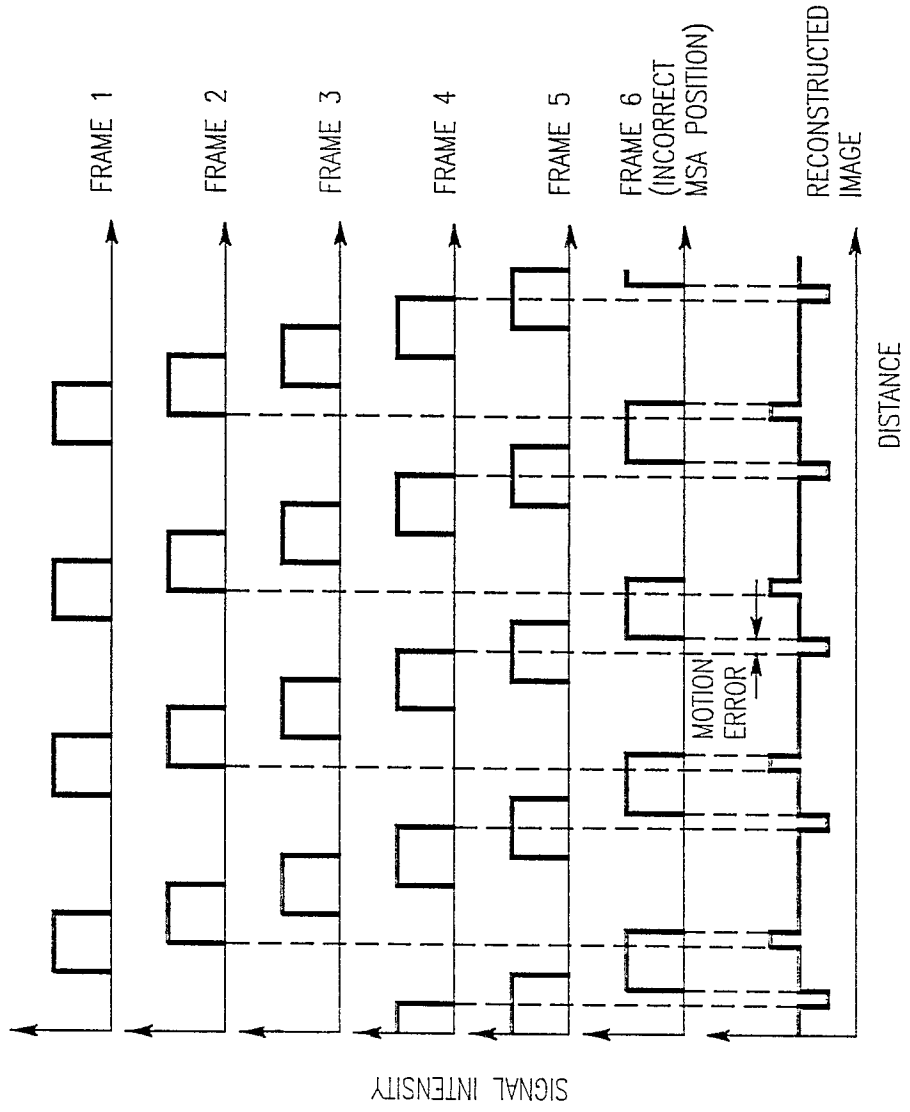 FRAME 1
FRAME 2
FRAME 3
FRAME 4
FRAME 5
FRAME 6
(INCORRECT
MSA POSITION)
RECONSTRUCTED
IMAGE
SIGNAL INTENSITY
MOTION
ERROR
DISTANCE